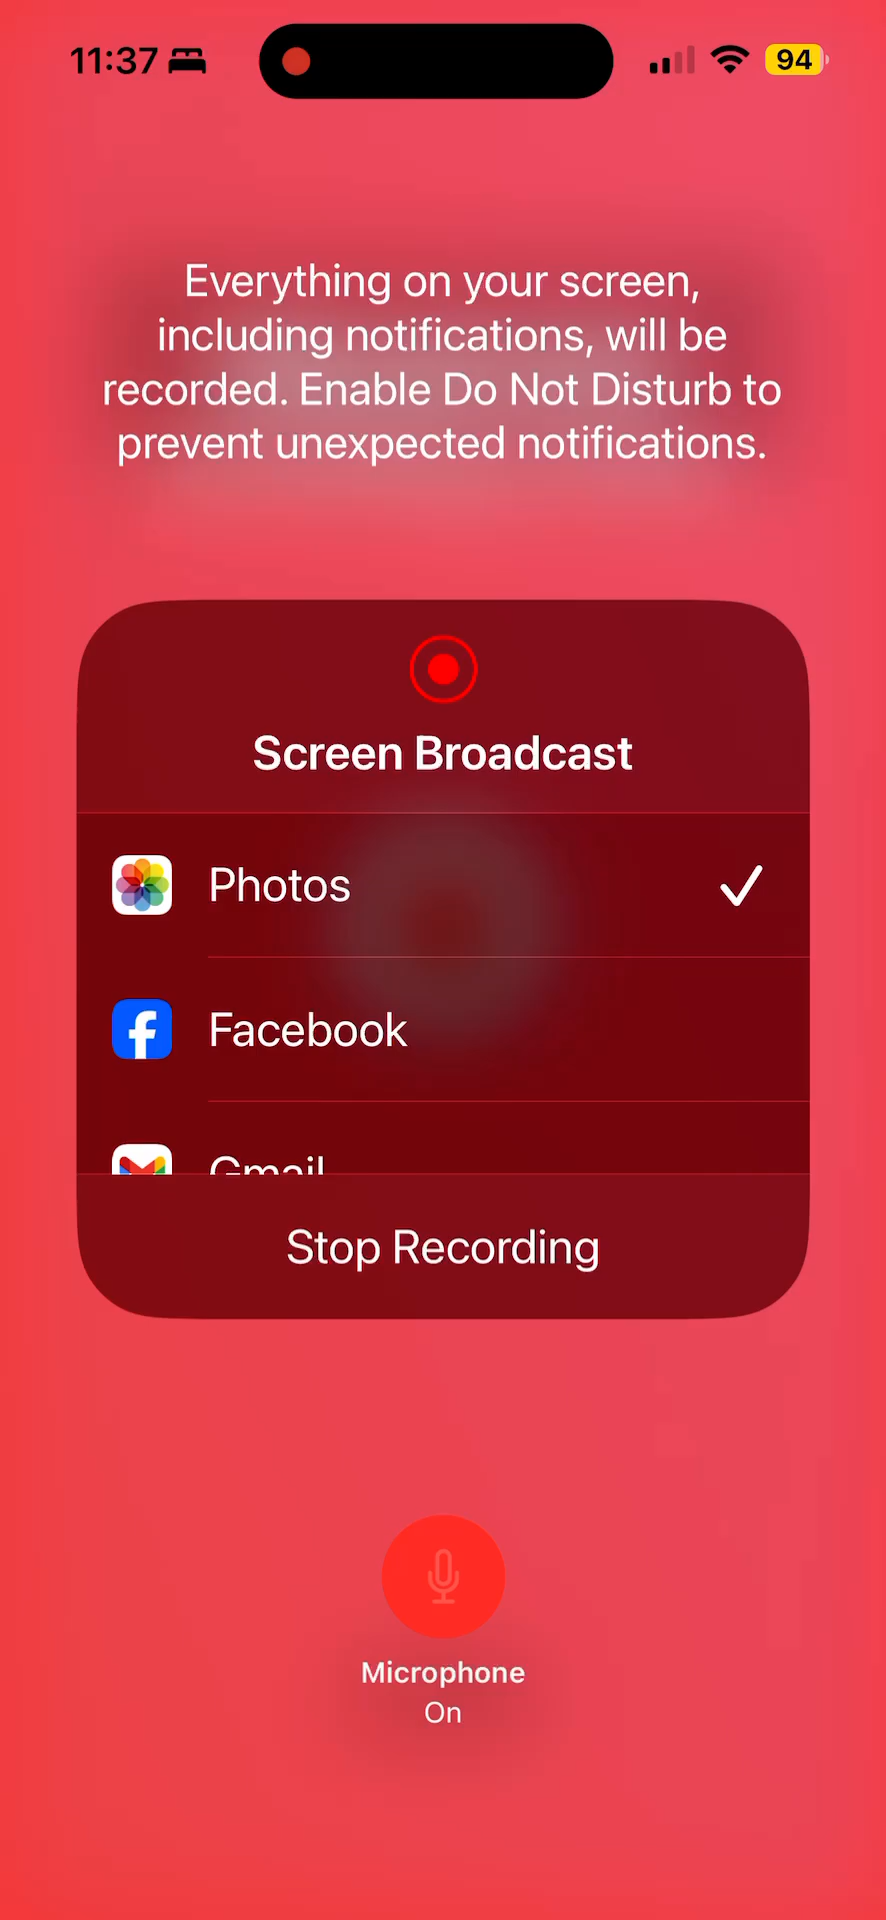 11:37
94
Everything on your screen,
including notifications, will be
recorded. Enable Do Not Disturb to
prevent unexpected notifications.
Screen Broadcast
Photos
Facebook
Gmail
Stop Recording
Microphone
On